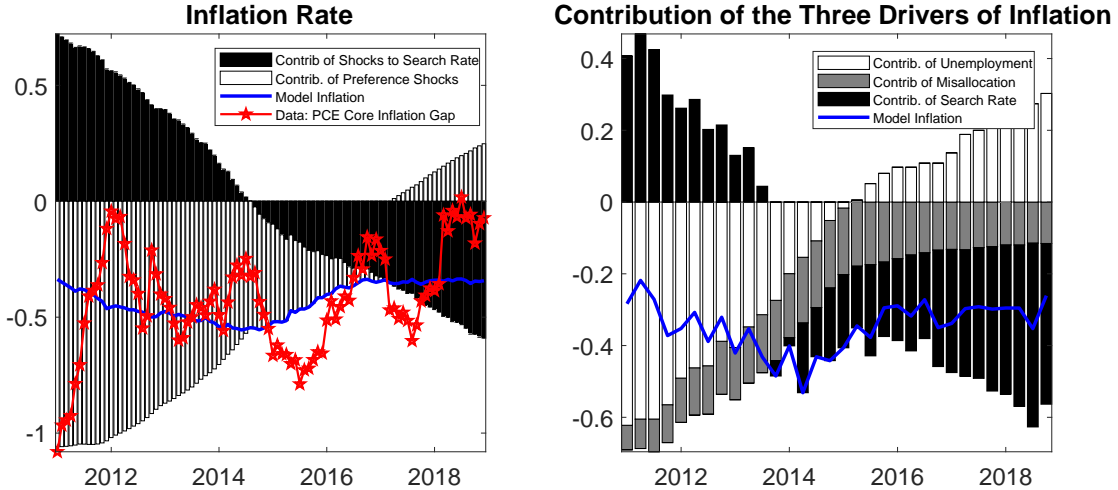 Inflation Rate
Contrib of Shocks to Search Rate
Contrib. of Preference Shocks
Model Inflation
Data: PCE Core Inflation Gap
0.5
0
-0.5
-1
2012
2014
2016
2018
Contribution of the Three Drivers of Inflation
Contrib. of Unemployment
Contrib of Misallocation
Contrib. of Search Rate
Model Inflation
0.4
0.2
0
-0.2
-0.4
-0.6
2012
2014
2016
2018